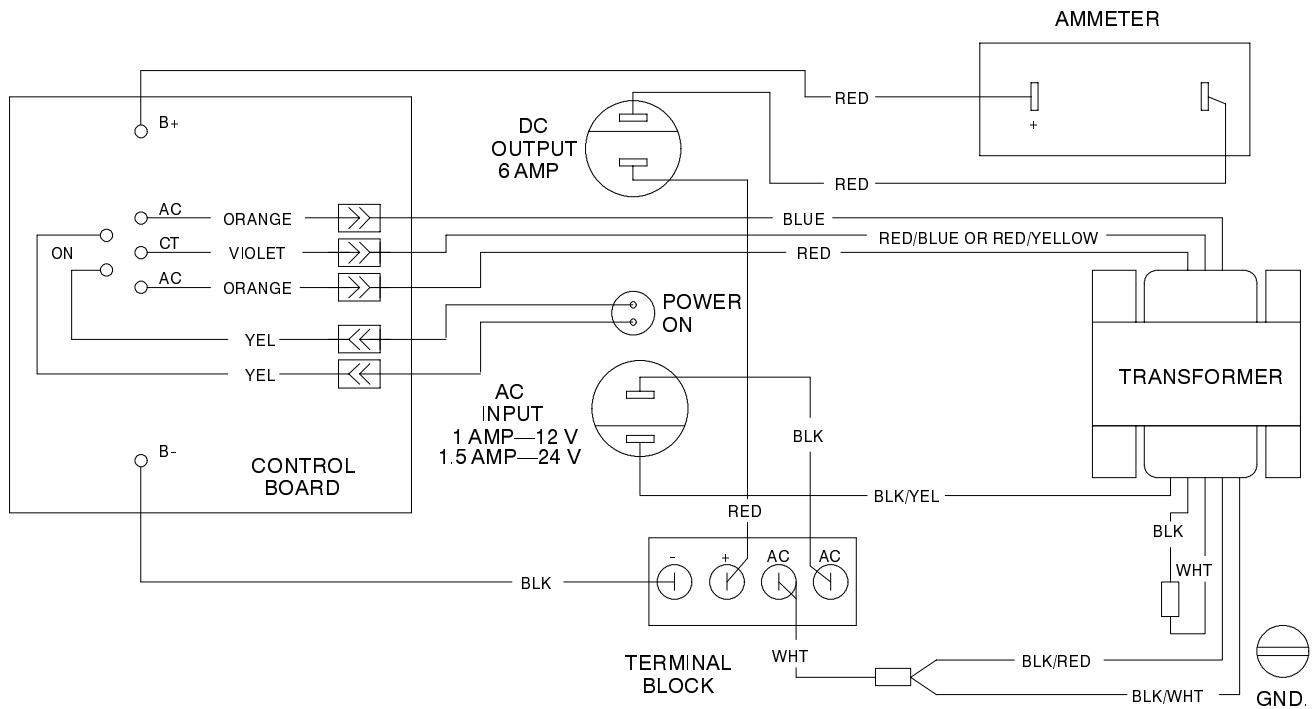 AMMETER
RED
+
B+
DC
OUTPUT
6 AMP
RED
AC
ORANGE
BLUE
ON
CT
VIOLET
RED/BLUE OR RED/YELLOW
RED
AC
ORANGE
POWER
ON
YEL
YEL
TRANSFORMER
AC
INPUT
1 AMP—12 V
1.5 AMP—24 V
BLK
B-
CONTROL
BOARD
BLK/YEL
RED
BLK
- + AC AC
WHT
BLK
TERMINAL
BLOCK
WHT
BLK/RED
BLK/WHT
GND.